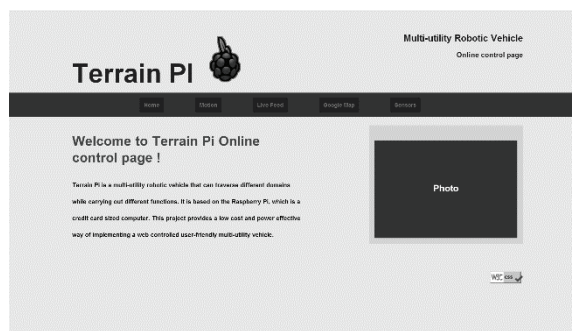 Terrain PI
Multi-utility Robotic Vehicle
Online control page
Home Motion Live Feed Google Map Sensors
Welcome to Terrain Pi Online
control page !
Terrain Pi is a multi-utility robotic vehicle that can traverse different domains
while carrying out different functions. It is based on the Raspberry Pi, which is a
credit card sized computer. This project provides a low cost and power effective
way of implementing a web controlled user-friendly multi-utility vehicle.
Photo
W3C css